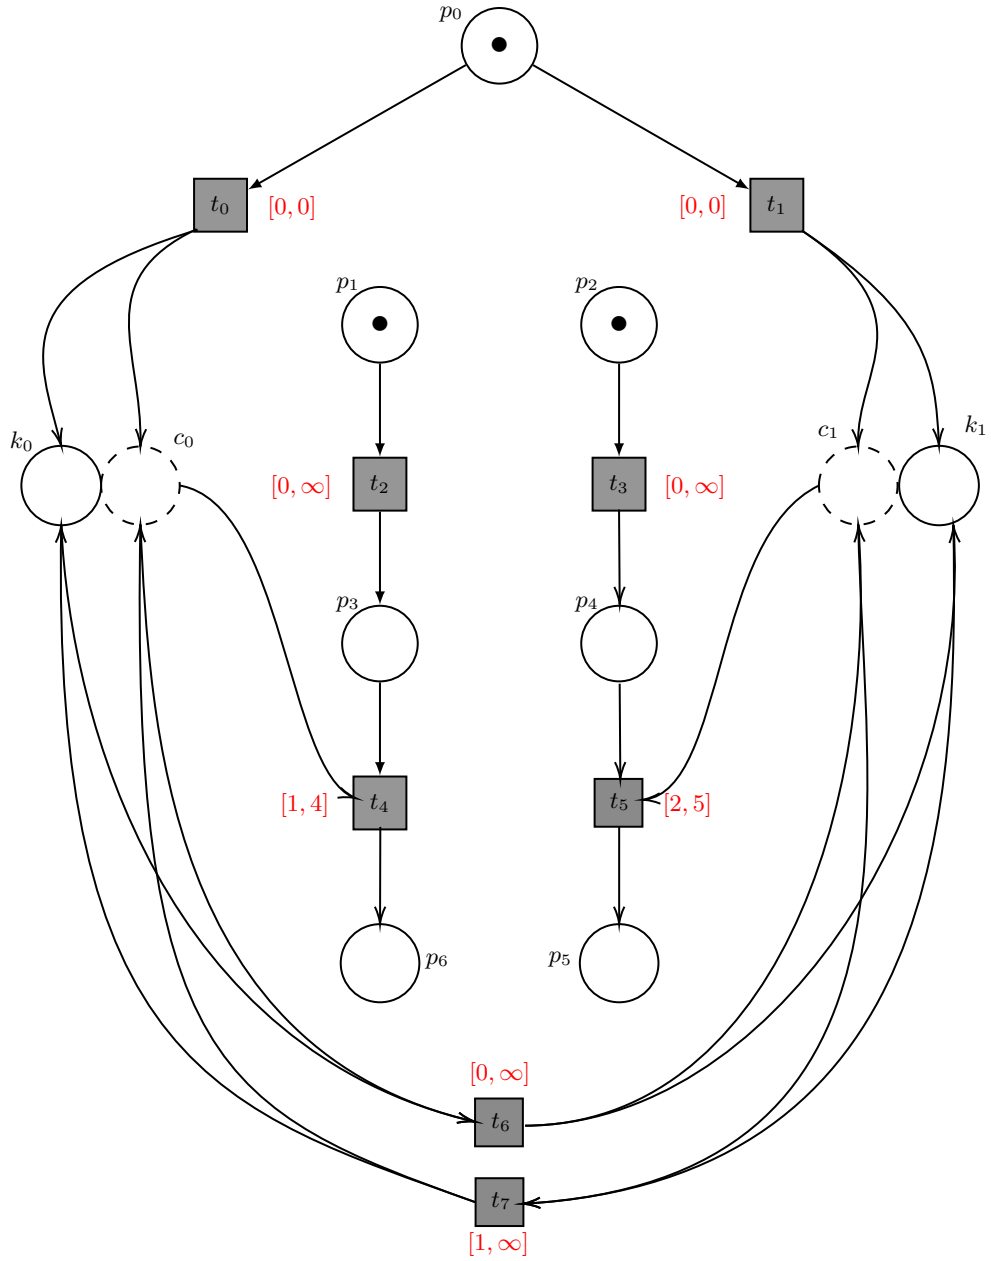 p₀
t₀ [0, 0] [0, 0] t₁
p₁ p₂
k₀ c₀ c₁ k₁
[0, ∞] t₂ t₃ [0, ∞]
p₃ p₄
[1, 4] t₄ t₅ [2, 5]
p₆ p₅
[0, ∞]
t₆
t₇
[1, ∞]